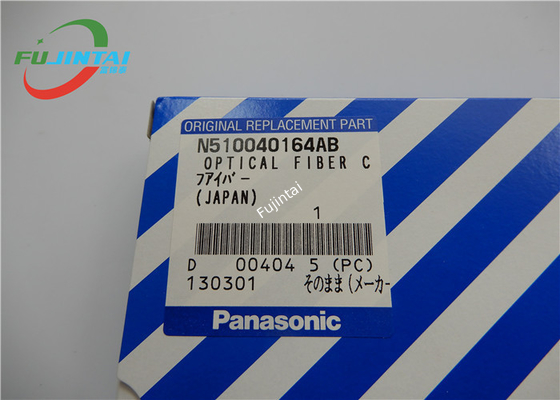 FUJINTAI
ORIGINAL REPLACEMENT PART
N510040164AB
OPTICAL FIBER C
ファイバー
(JAPAN)
Fujintai
1
D 00404 5 (PC)
130301 そのまま(メーカー
Panasonic